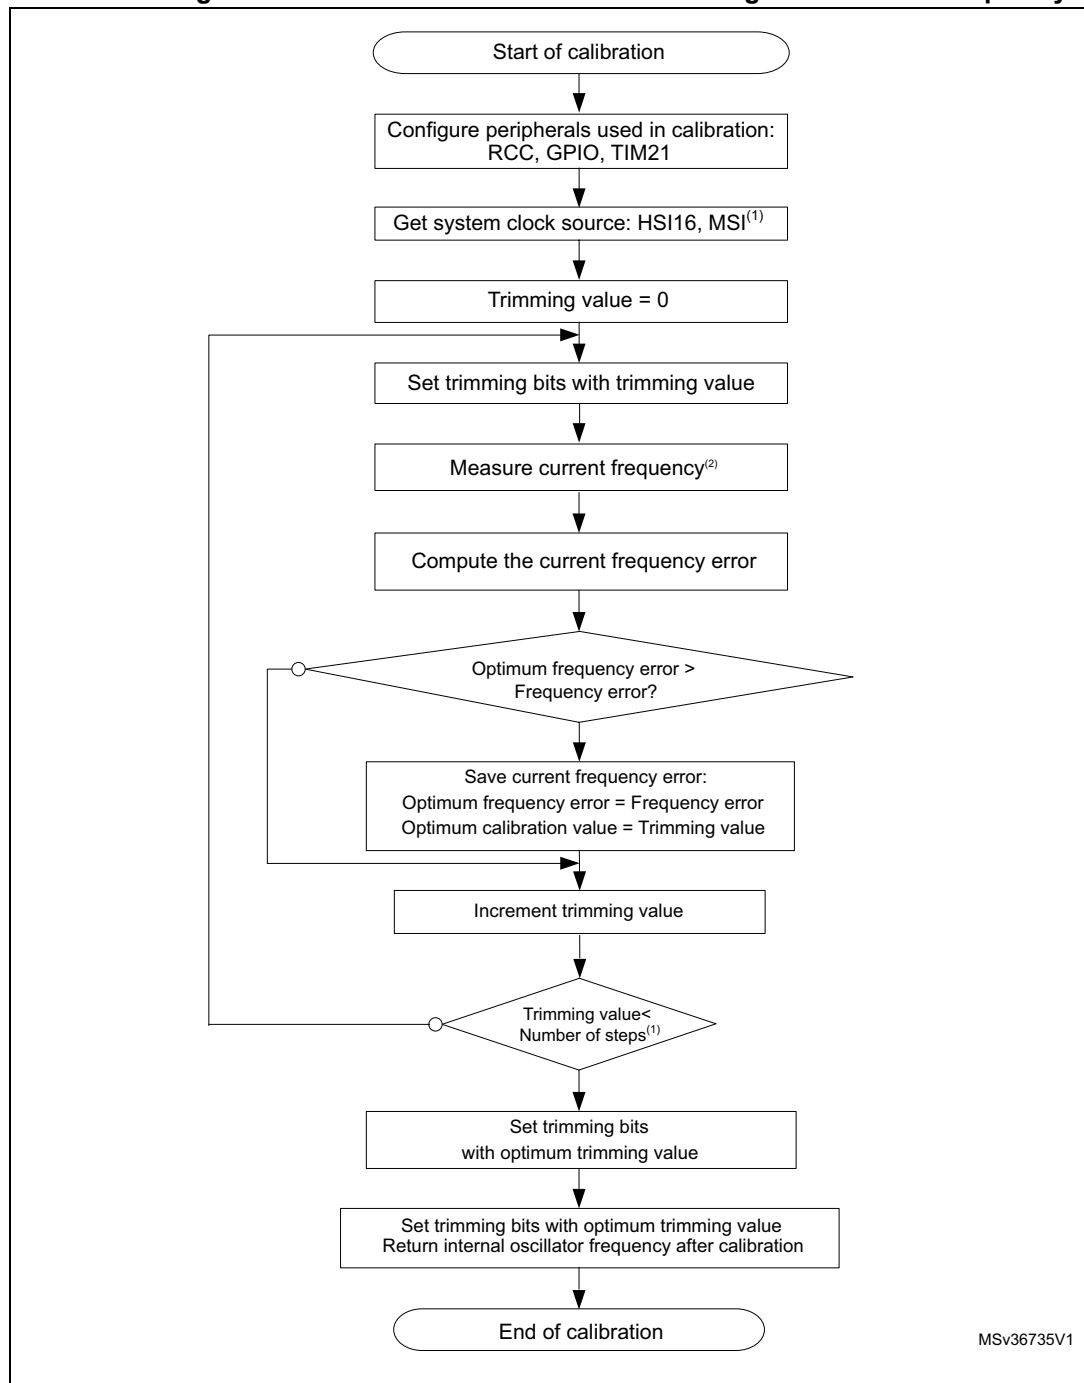 Start of calibration
Configure peripherals used in calibration:
RCC, GPIO, TIM21
Get system clock source: HSI16, MSI(1)
Trimming value = 0
Set trimming bits with trimming value
Measure current frequency(2)
Compute the current frequency error
Optimum frequency error >
Frequency error?
Save current frequency error:
Optimum frequency error = Frequency error
Optimum calibration value = Trimming value
Increment trimming value
Trimming value<
Number of steps(1)
Set trimming bits
with optimum trimming value
Set trimming bits with optimum trimming value
Return internal oscillator frequency after calibration
End of calibration
MSv36735V1